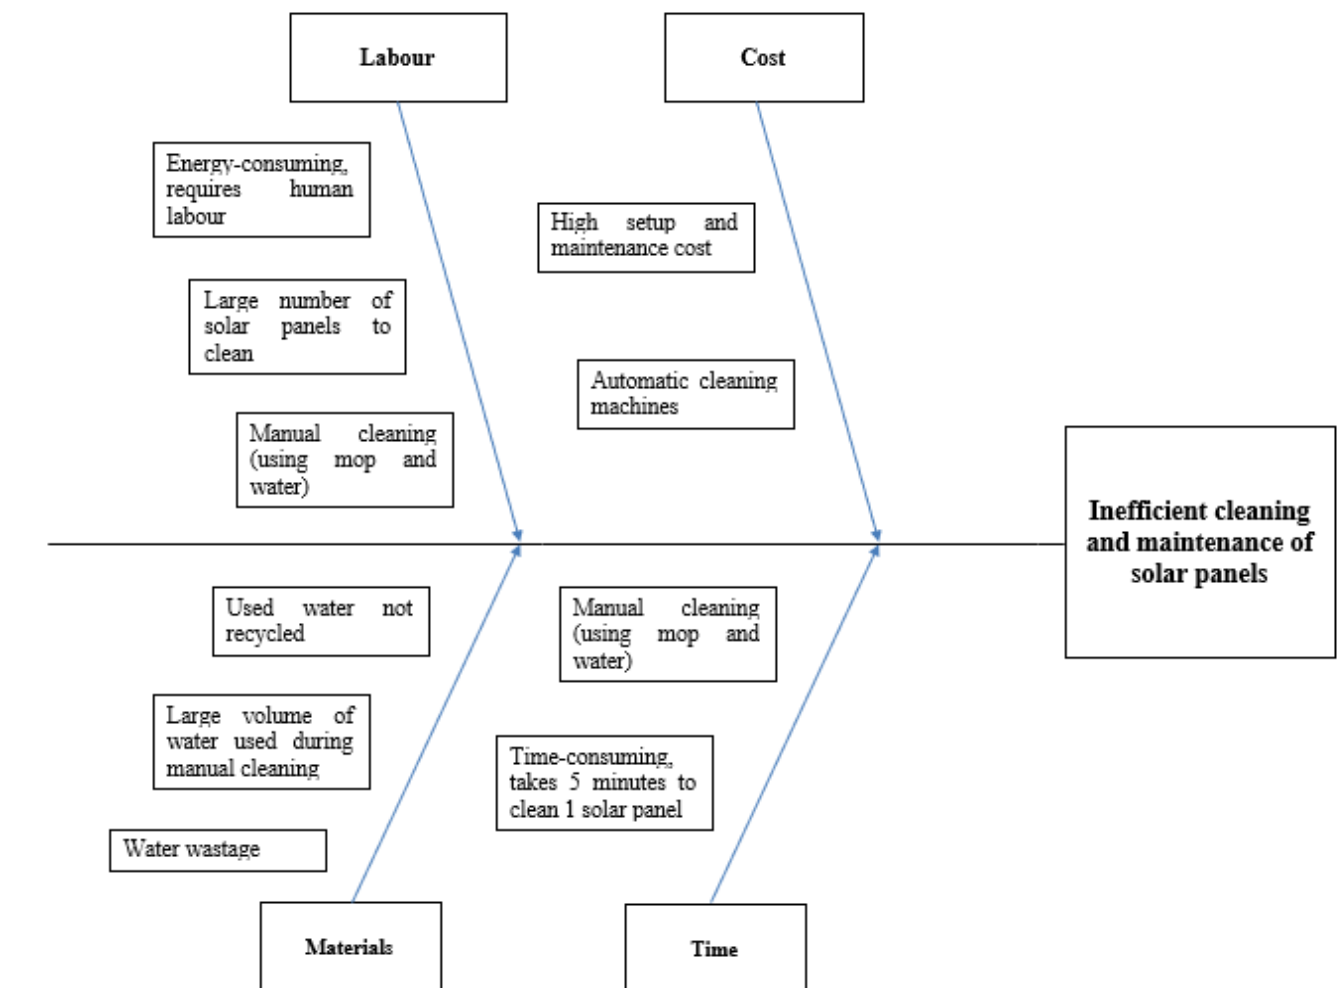 Labour
Cost
Energy-consuming,
requires human
labour
High setup and
maintenance cost
Large number of
solar panels to
clean
Automatic cleaning
machines
Manual cleaning
(using mop and
water)
Inefficient cleaning
and maintenance of
solar panels
Used water not
recycled
Manual cleaning
(using mop and
water)
Large volume of
water used during
manual cleaning
Time-consuming,
takes 5 minutes to
clean 1 solar panel
Water wastage
Materials
Time